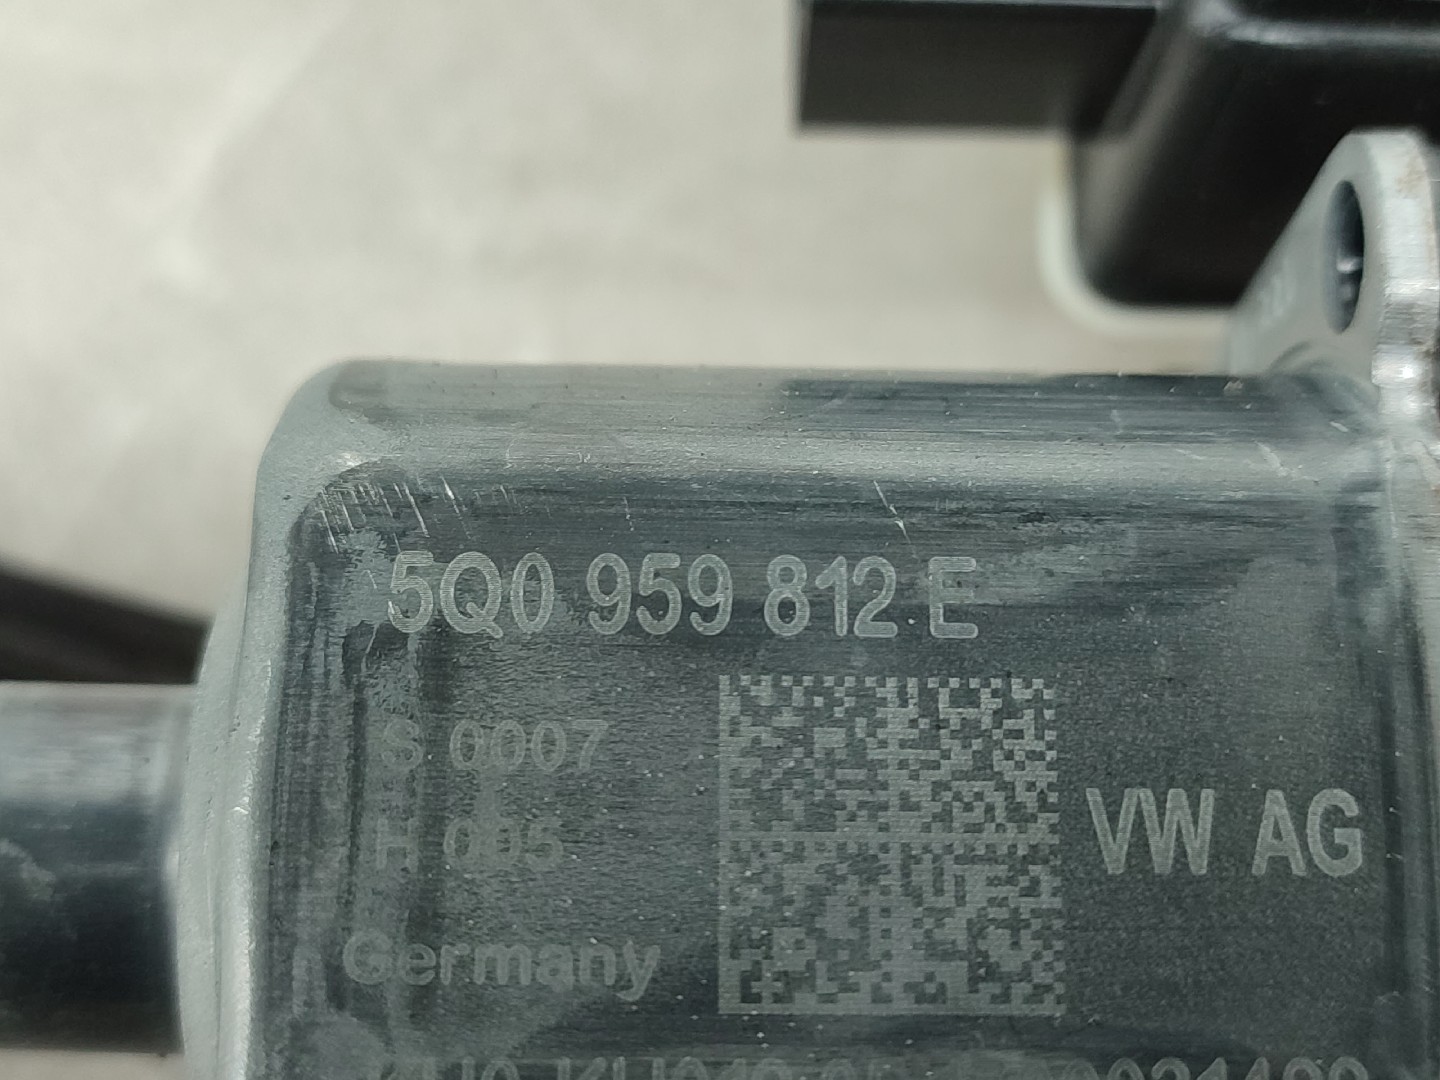 5Q0 959 812 E
S 0007
H 005
VW AG
Germany